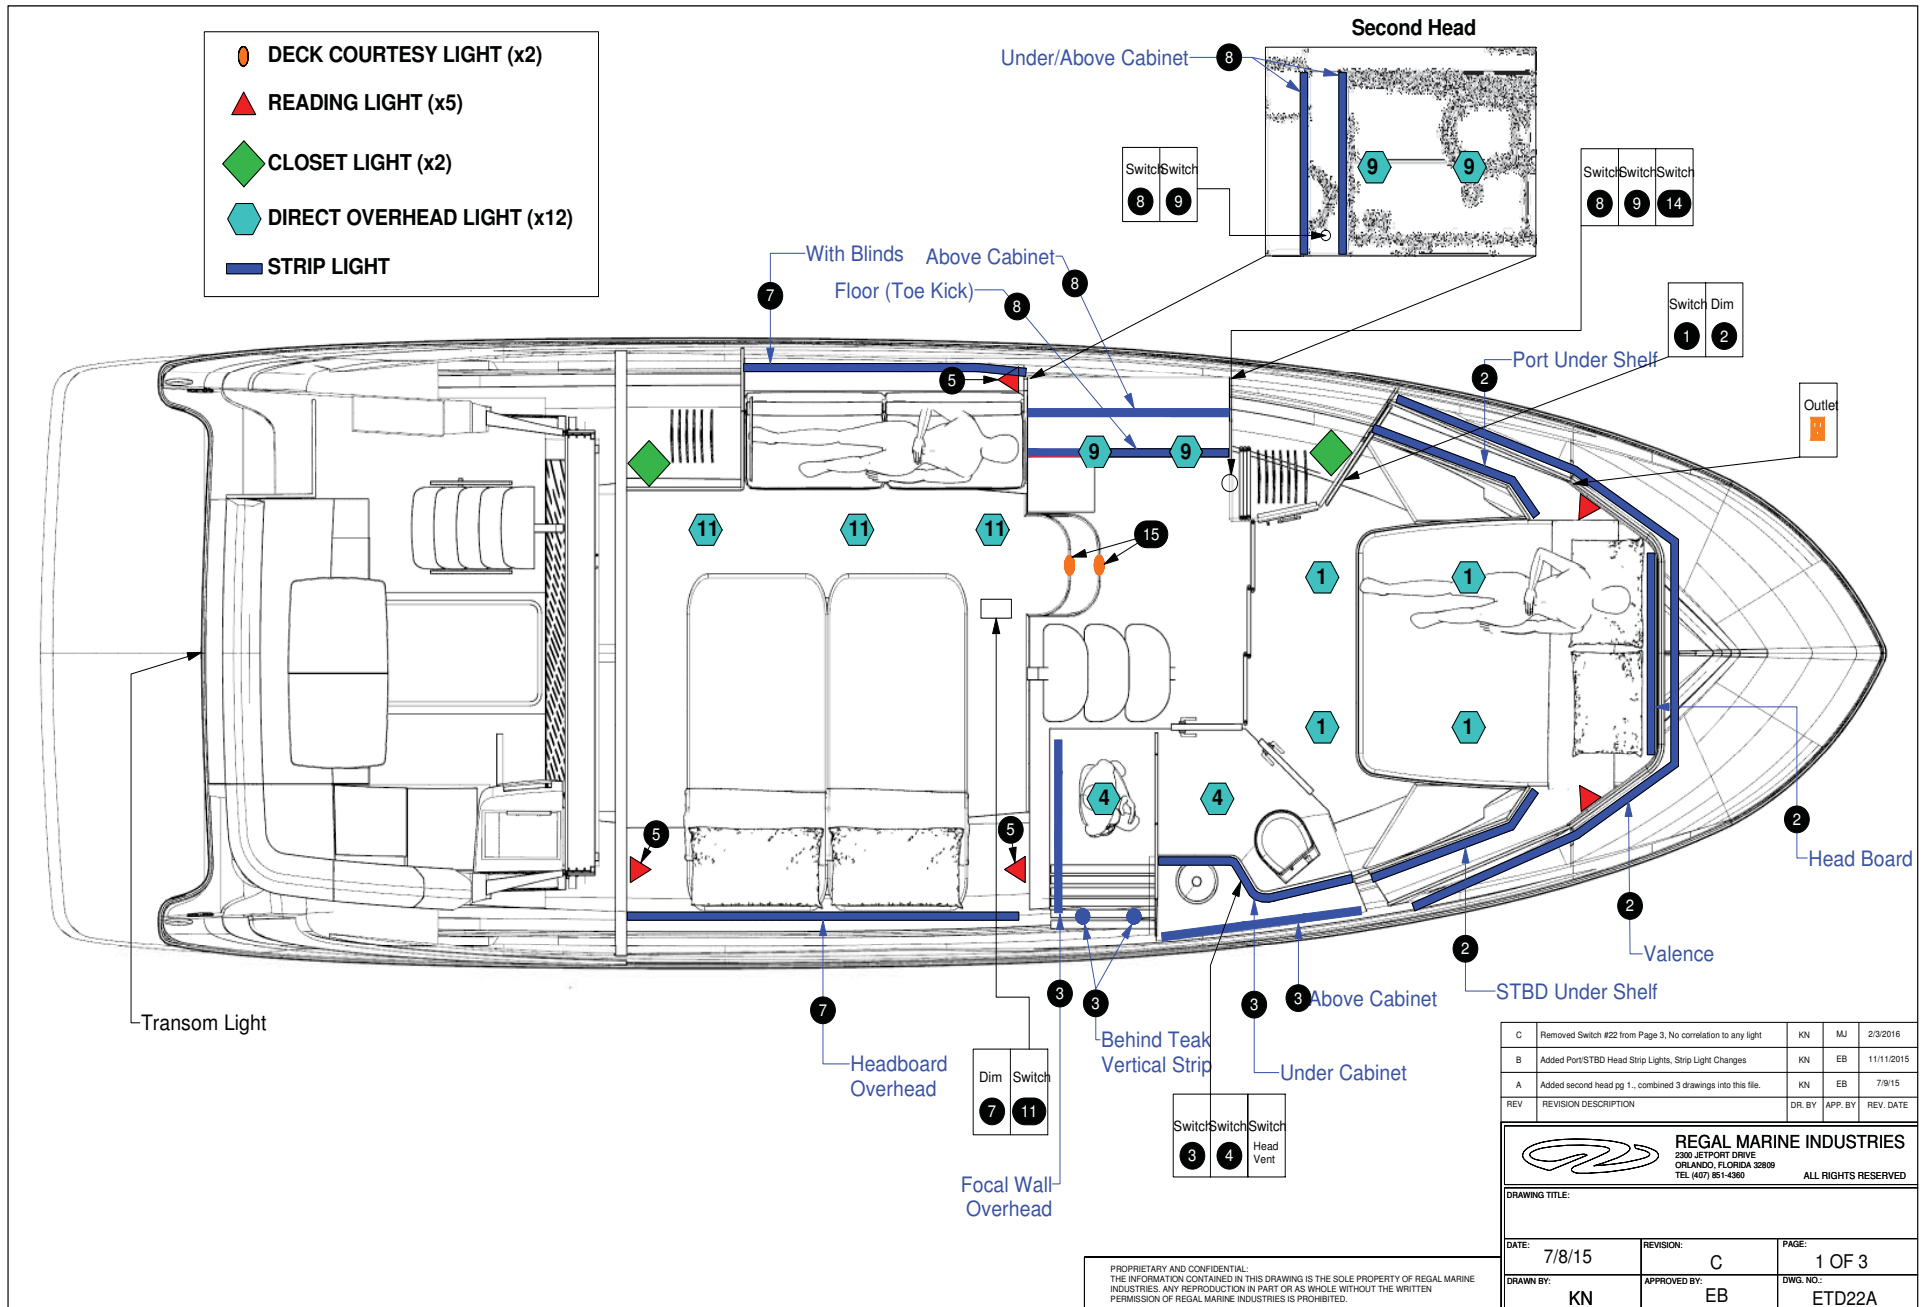 DECK COURTESY LIGHT (x2)
READING LIGHT (x5)
CLOSET LIGHT (x2)
DIRECT OVERHEAD LIGHT (x12)
STRIP LIGHT
Second Head
Under/Above Cabinet
8
9
9
Switch
8
Switch
9
Switch
8
Switch
9
Switch
14
With Blinds
7
Above Cabinet
8
Floor (Toe Kick)
8
Switch
1
Dim
2
Port Under Shelf
2
Outlet
5
9
9
11
11
11
15
1
1
1
1
4
4
5
5
2
Head Board
2
Valence
2
STBD Under Shelf
Transom Light
7
Headboard
Overhead
Dim
7
Switch
11
3
Focal Wall
Overhead
3
Behind Teak
Vertical Strip
3
Under Cabinet
3
Above Cabinet
Switch
3
Switch
4
Switch
Head
Vent
C Removed Switch #22 from Page 3, No correlation to any light KN MJ 2/3/2016
B Added Port/STBD Head Strip Lights, Strip Light Changes KN EB 11/11/2015
A Added second head pg 1., combined 3 drawings into this file. KN EB 7/9/15
REV REVISION DESCRIPTION DR. BY APP. BY REV. DATE
REGAL MARINE INDUSTRIES
2300 JETPORT DRIVE
ORLANDO, FLORIDA 32809
TEL (407) 851-4360 ALL RIGHTS RESERVED
DRAWING TITLE:
DATE: 7/8/15
REVISION: C
PAGE: 1 OF 3
DRAWN BY: KN
APPROVED BY: EB
DWG. NO.: ETD22A
PROPRIETARY AND CONFIDENTIAL:
THE INFORMATION CONTAINED IN THIS DRAWING IS THE SOLE PROPERTY OF REGAL MARINE
INDUSTRIES. ANY REPRODUCTION IN PART OR AS WHOLE WITHOUT THE WRITTEN
PERMISSION OF REGAL MARINE INDUSTRIES IS PROHIBITED.